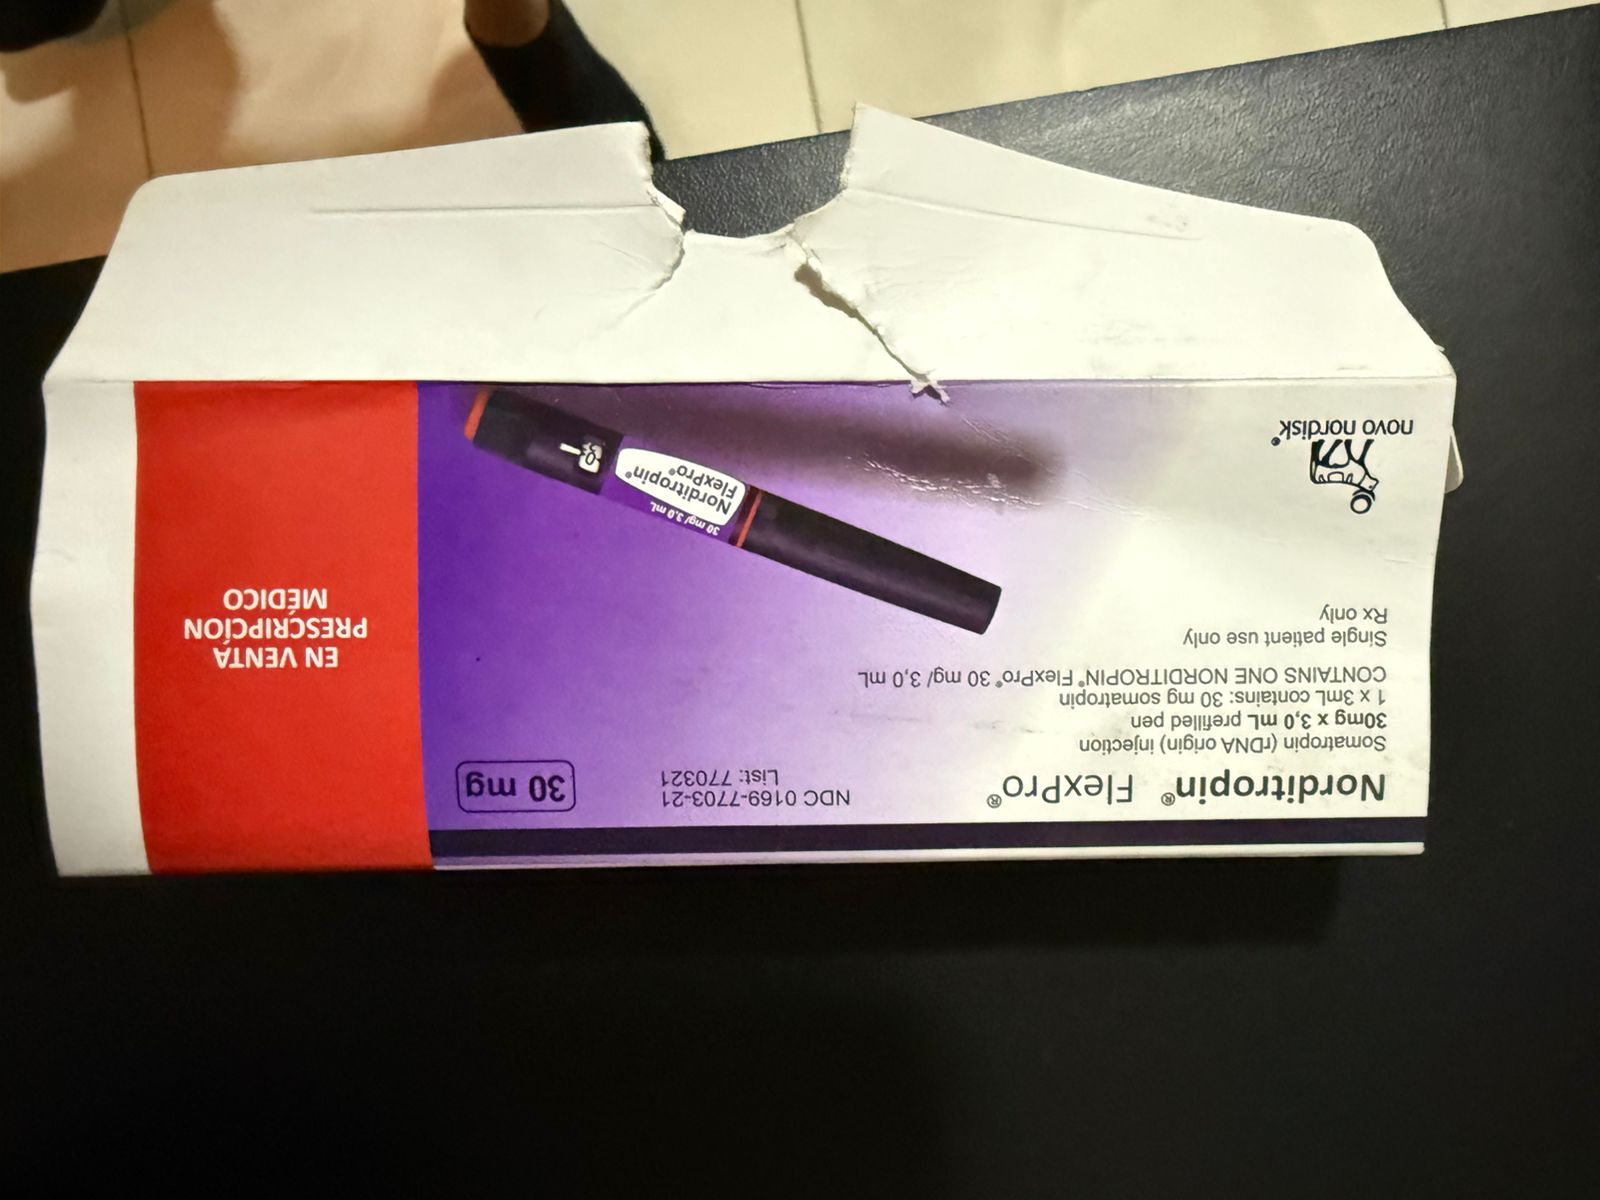 Norditropin® FlexPro®
NDC 0169-7703-21
List: 770321
30 mg
Somatropin (rDNA origin) injection
30mg x 3,0 mL prefilled pen
1 x 3mL contains: 30 mg somatropin
CONTAINS ONE NORDITROPIN® FlexPro® 30 mg/ 3,0 mL
Single patient use only
Rx only
EN VENTA
PRESCRIPCÍON
MÉDICO
30 mg/3,0 mL
Norditropin®
FlexPro®
novo nordisk®